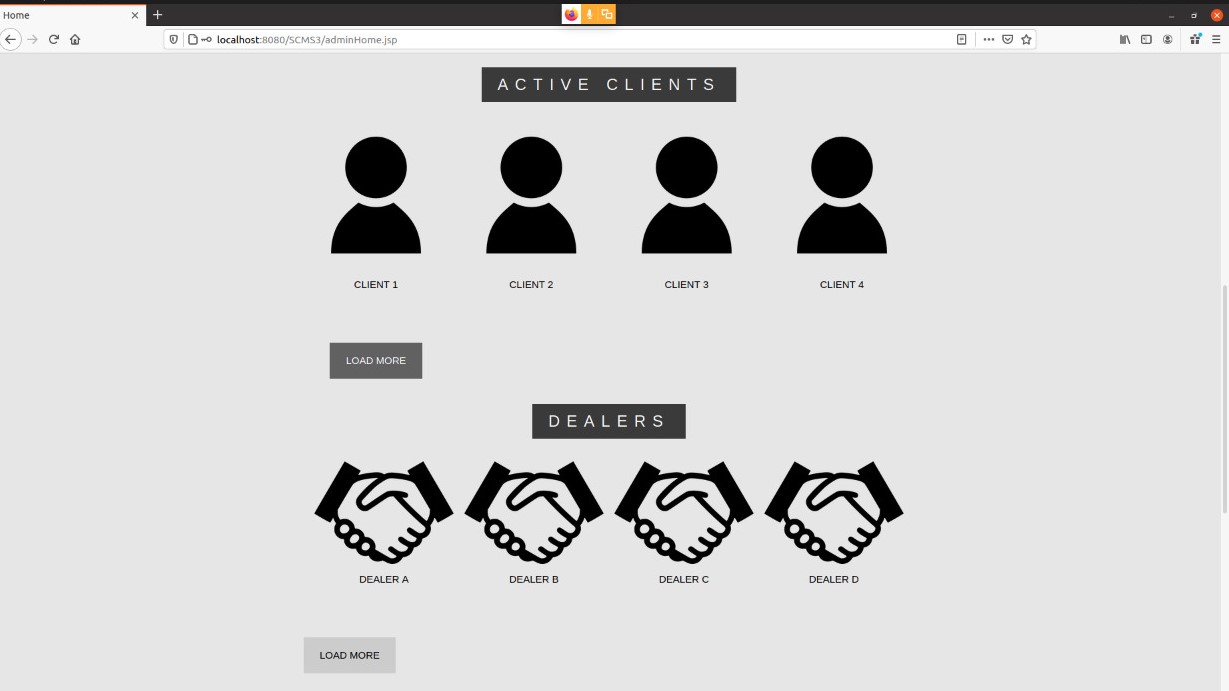 Home
localhost:8080/SCMS3/adminHome.jsp
ACTIVE CLIENTS
CLIENT 1
CLIENT 2
CLIENT 3
CLIENT 4
LOAD MORE
DEALERS
DEALER A
DEALER B
DEALER C
DEALER D
LOAD MORE